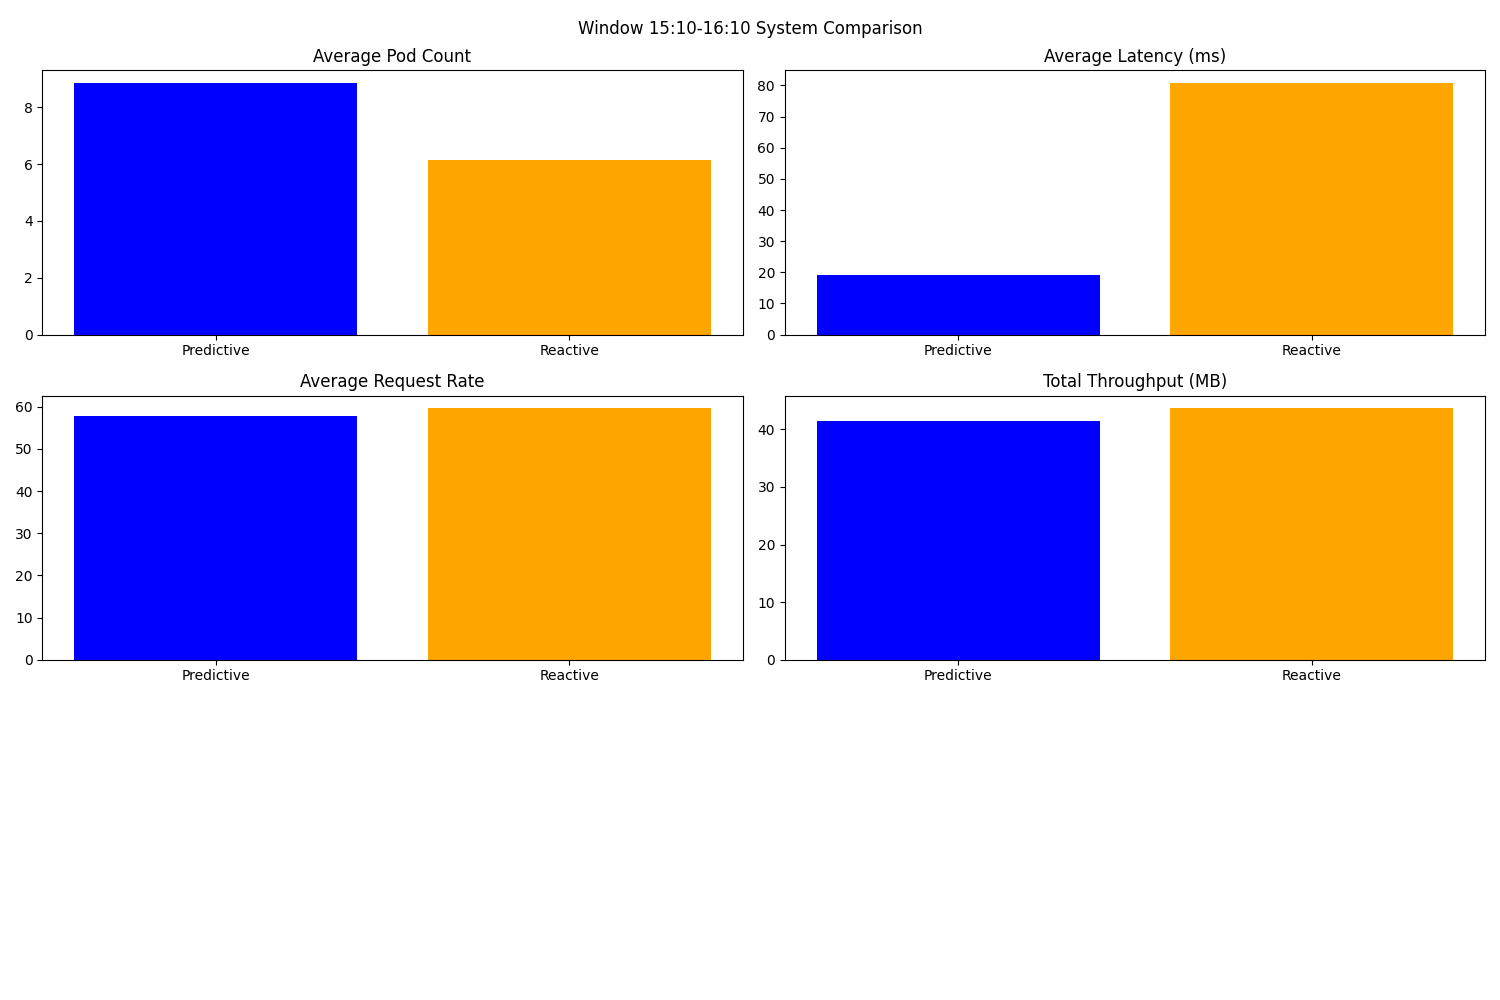 Window 15:10-16:10 System Comparison
Average Pod Count
8
6
4
2
0
Predictive
Reactive
Average Latency (ms)
80
70
60
50
40
30
20
10
0
Predictive
Reactive
Average Request Rate
60
50
40
30
20
10
0
Predictive
Reactive
Total Throughput (MB)
40
30
20
10
0
Predictive
Reactive